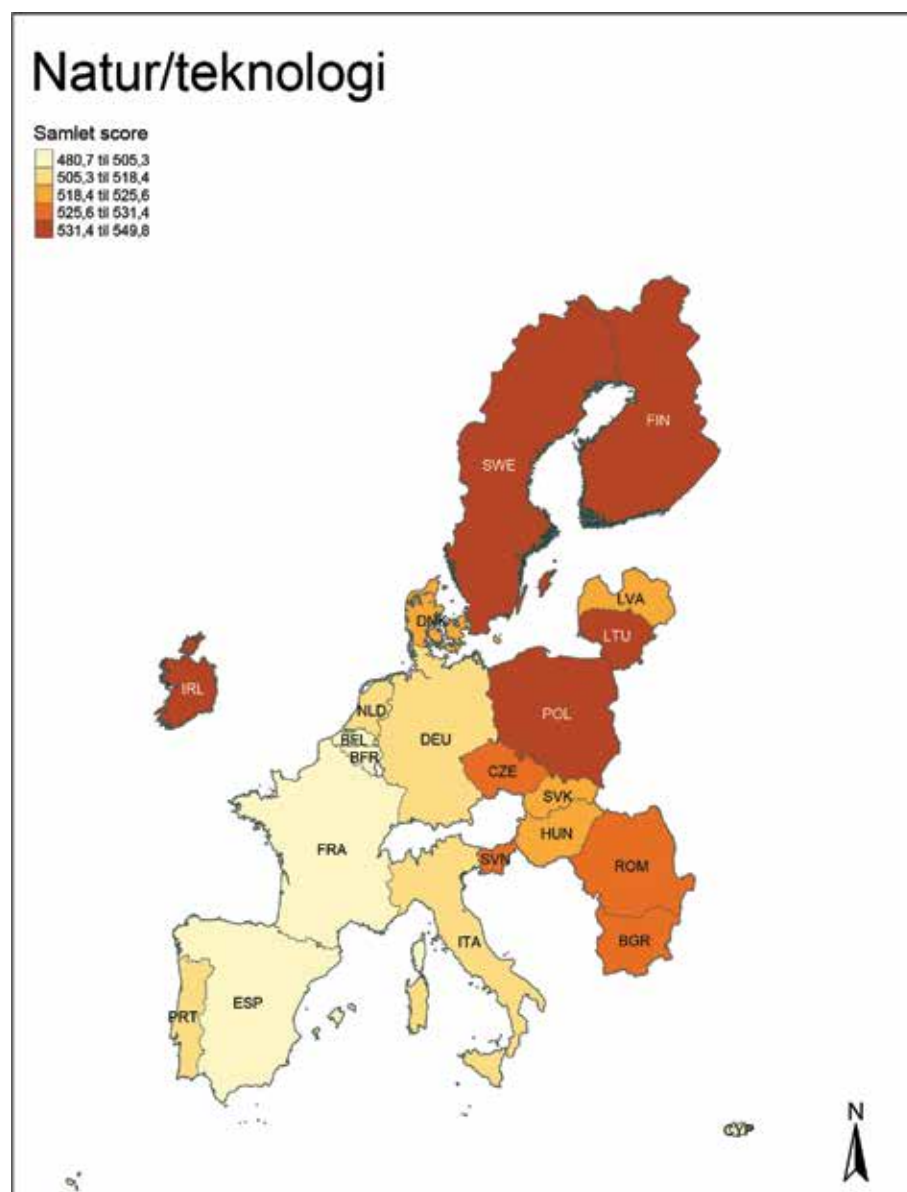 Natur/teknologi
Samlet score
480,7 til 505,3
505,3 til 518,4
518,4 til 525,6
525,6 til 531,4
531,4 til 549,8
FIN
SWE
LVA
DNK
LTU
IRL
NLD
POL
BFL
DEU
BFR
CZE
SVK
HUN
FRA
SVN
ROM
BGR
ITA
ESP
PRT
N
CYP